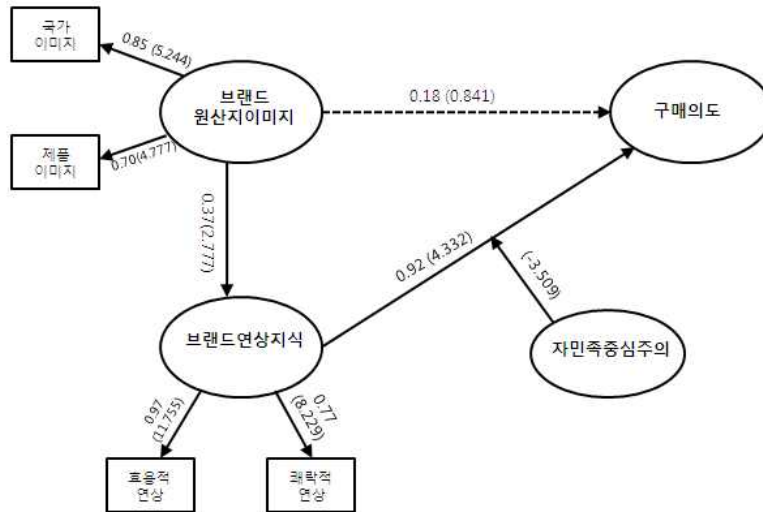 국가
이미지
0.85 (5.244)
브랜드
원산지이미지
0.18 (0.841)
구매의도
제품
이미지
0.70(4.777)
0.37(2.777)
0.92 (4.332)
(-3.509)
브랜드연상지식
자민족중심주의
0.97
(11.755)
0.77
(8.229)
효용적
연상
쾌락적
연상